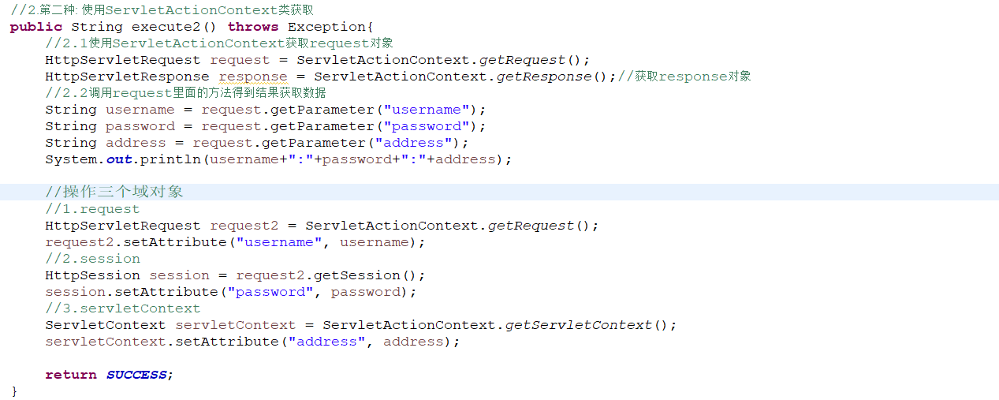 //2.第二种: 使用ServletActionContext类获取
public String execute2() throws Exception{
//2.1使用ServletActionContext获取request对象
HttpServletRequest request = ServletActionContext.getRequest();
HttpServletResponse response = ServletActionContext.getResponse();//获取response对象
//2.2调用request里面的方法得到结果获取数据
String username = request.getParameter("username");
String password = request.getParameter("password");
String address = request.getParameter("address");
System.out.println(username+":"+password+":"+address);
//操作三个域对象
//1.request
HttpServletRequest request2 = ServletActionContext.getRequest();
request2.setAttribute("username", username);
//2.session
HttpSession session = request2.getSession();
session.setAttribute("password", password);
//3.servletContext
ServletContext servletContext = ServletActionContext.getServletContext();
servletContext.setAttribute("address", address);
return SUCCESS;
}